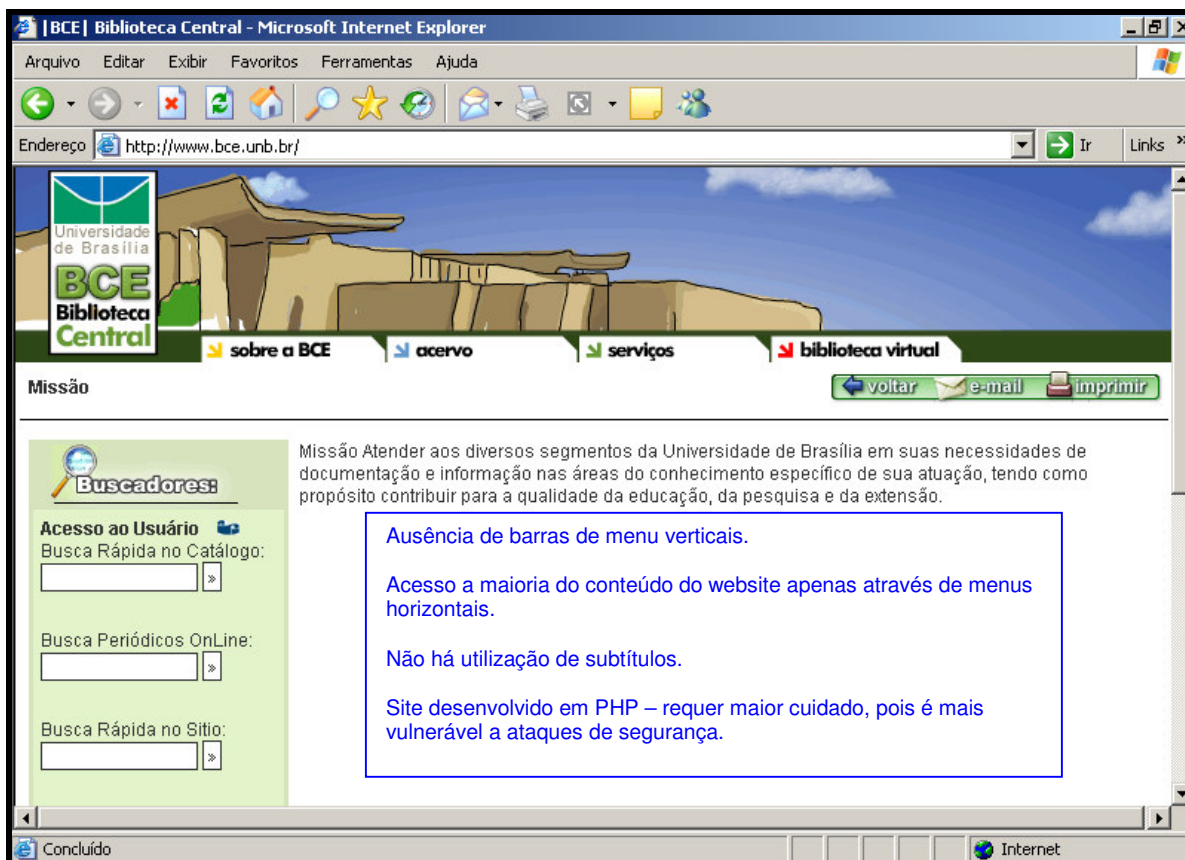 |BCE| Biblioteca Central - Microsoft Internet Explorer
Arquivo Editar Exibir Favoritos Ferramentas Ajuda
Endereço http://www.bce.unb.br/ Ir Links »
Universidade
de Brasília
BCE
Biblioteca
Central
sobre a BCE acervo serviços biblioteca virtual
Missão voltar e-mail imprimir
Buscadores:
Acesso ao Usuário
Busca Rápida no Catálogo:
»
Busca Periódicos OnLine:
»
Busca Rápida no Sitio:
»
Missão Atender aos diversos segmentos da Universidade de Brasília em suas necessidades de
documentação e informação nas áreas do conhecimento específico de sua atuação, tendo como
propósito contribuir para a qualidade da educação, da pesquisa e da extensão.
Ausência de barras de menu verticais.
Acesso a maioria do conteúdo do website apenas através de menus
horizontais.
Não há utilização de subtítulos.
Site desenvolvido em PHP – requer maior cuidado, pois é mais
vulnerável a ataques de segurança.
Concluído Internet